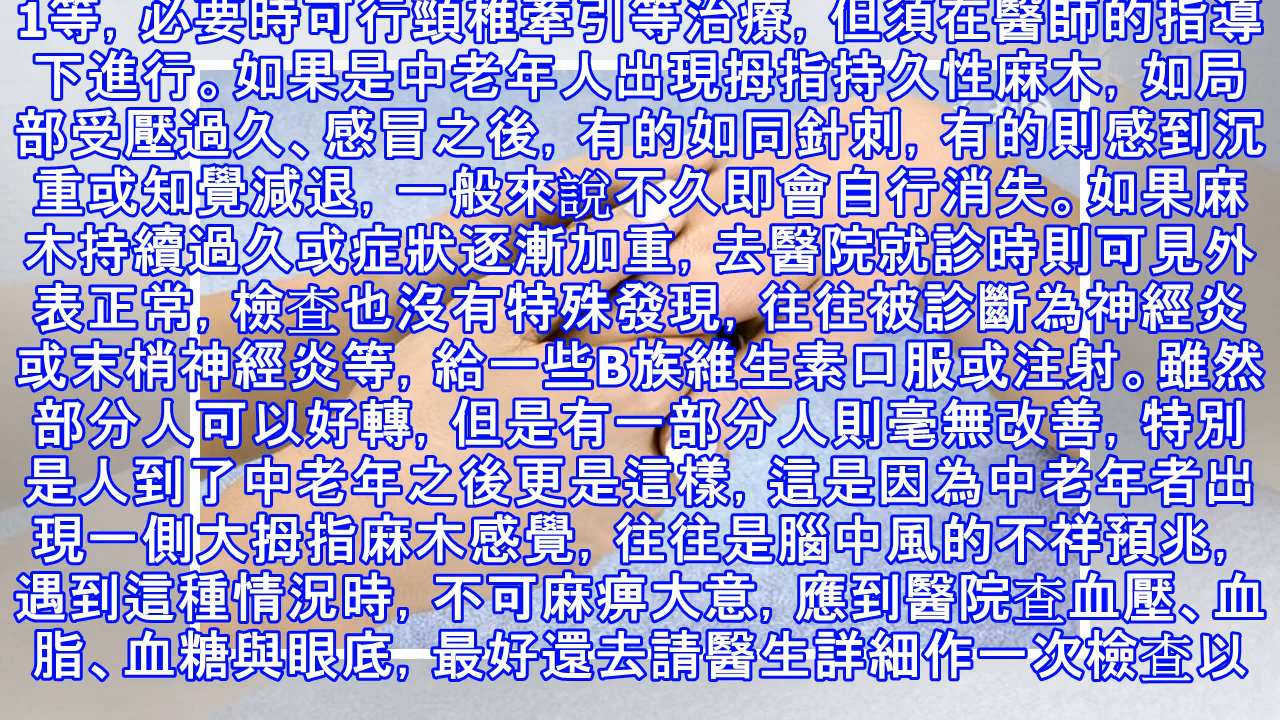 1等, 必要時可行頸椎牽引等治療, 但須在醫師的指導
下進行。如果是中老年人出現拇指持久性麻木, 如局
部受壓過久、感冒之後, 有的如同針刺, 有的則感到沉
重或知覺減退, 一般來說不久即會自行消失。如果麻
木持續過久或症狀逐漸加重, 去醫院就診時則可見外
表正常, 檢查也沒有特殊發現, 往往被診斷為神經炎
或末梢神經炎等, 給一些B族維生素口服或注射。雖然
部分人可以好轉, 但是有一部分人則毫無改善, 特別
是人到了中老年之後更是這樣, 這是因為中老年者出
現一側大拇指麻木感覺, 往往是腦中風的不祥預兆,
遇到這種情況時, 不可麻痹大意, 應到醫院查血壓、血
脂、血糖與眼底, 最好還去請醫生詳細作一次檢查以